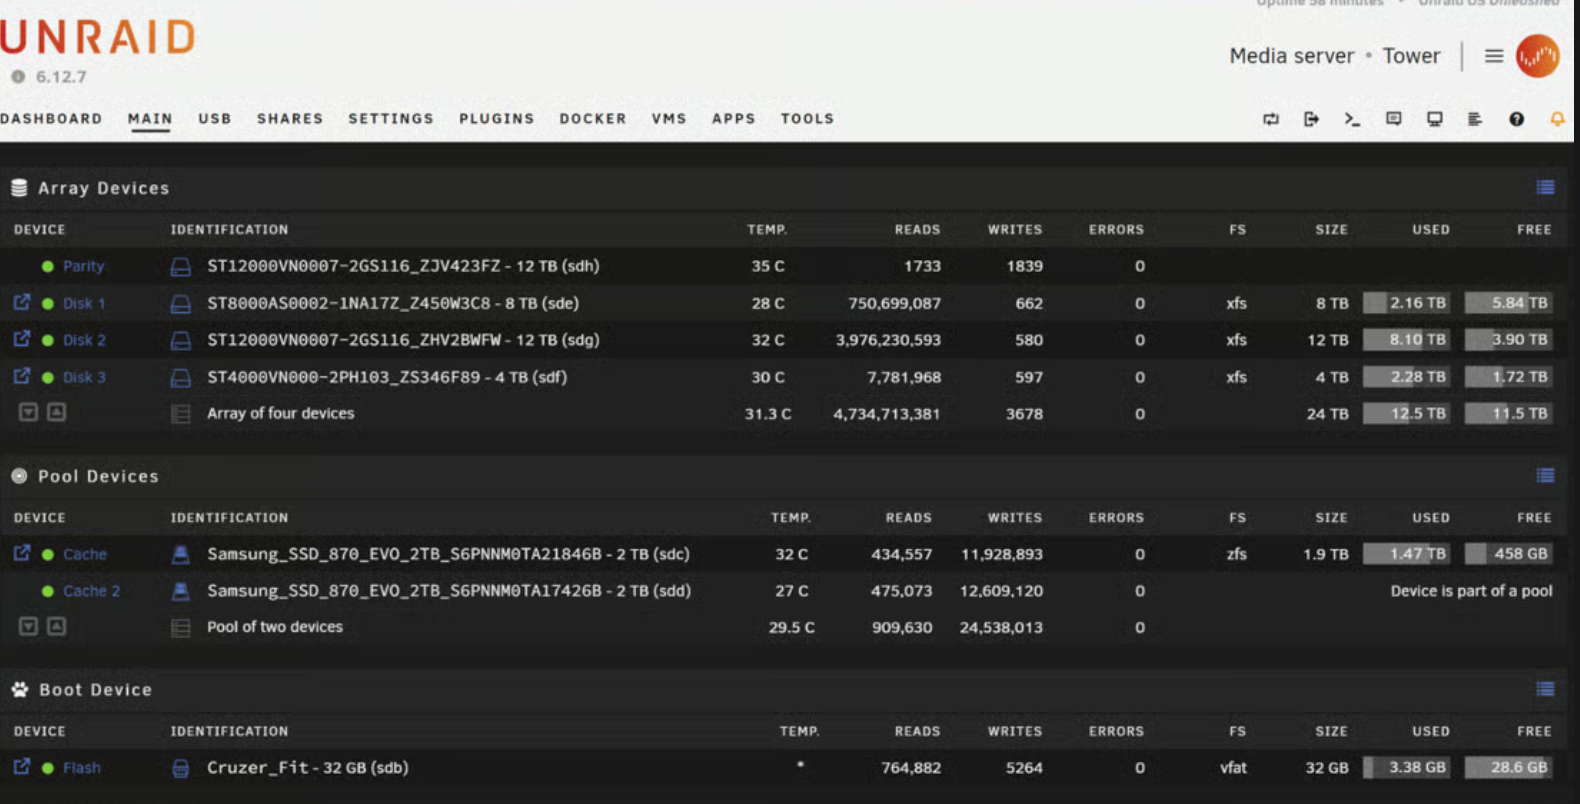 Uptime 58 minutes • Unraid OS Unleashed
UNRAID
6.12.7
Media server • Tower
DASHBOARD MAIN USB SHARES SETTINGS PLUGINS DOCKER VMS APPS TOOLS
Array Devices
DEVICE IDENTIFICATION TEMP. READS WRITES ERRORS FS SIZE USED FREE
Parity ST12000VN0007-2GS116_ZJV423FZ - 12 TB (sdh) 35 C 1733 1839 0
Disk 1 ST8000AS0002-1NA17Z_Z450W3C8 - 8 TB (sde) 28 C 750,699,087 662 0 xfs 8 TB 2.16 TB 5.84 TB
Disk 2 ST12000VN0007-2GS116_ZHV2BWFW - 12 TB (sdg) 32 C 3,976,230,593 580 0 xfs 12 TB 8.10 TB 3.90 TB
Disk 3 ST4000VN000-2PH103_ZS346F89 - 4 TB (sdf) 30 C 7,781,968 597 0 xfs 4 TB 2.28 TB 1.72 TB
Array of four devices 31.3 C 4,734,713,381 3678 0 24 TB 12.5 TB 11.5 TB
Pool Devices
DEVICE IDENTIFICATION TEMP. READS WRITES ERRORS FS SIZE USED FREE
Cache Samsung_SSD_870_EVO_2TB_S6PNNM0TA21846B - 2 TB (sdc) 32 C 434,557 11,928,893 0 zfs 1.9 TB 1.47 TB 458 GB
Cache 2 Samsung_SSD_870_EVO_2TB_S6PNNM0TA17426B - 2 TB (sdd) 27 C 475,073 12,609,120 0 Device is part of a pool
Pool of two devices 29.5 C 909,630 24,538,013 0
Boot Device
DEVICE IDENTIFICATION TEMP. READS WRITES ERRORS FS SIZE USED FREE
Flash Cruzer_Fit - 32 GB (sdb) * 764,882 5264 0 vfat 32 GB 3.38 GB 28.6 GB